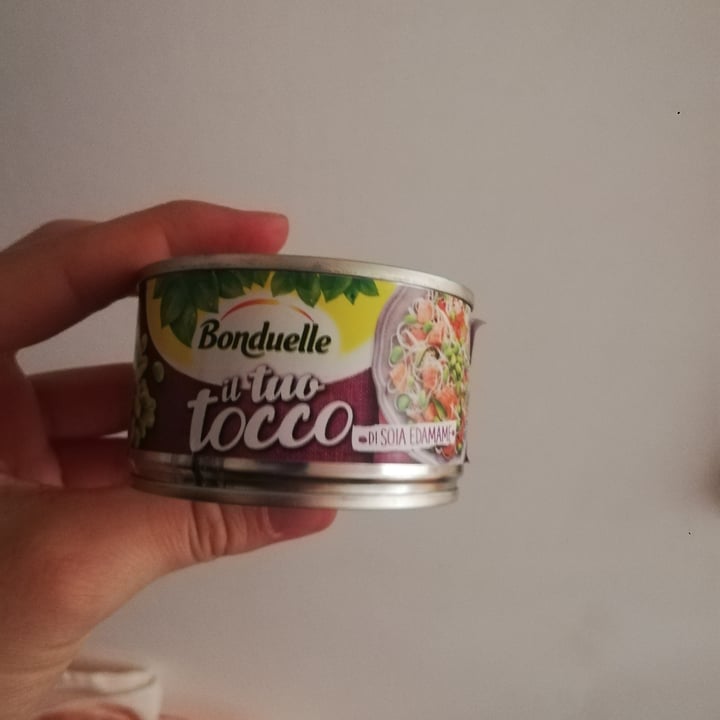 Bonduelle
il tuo
tocco
DI SOIA EDAMAME